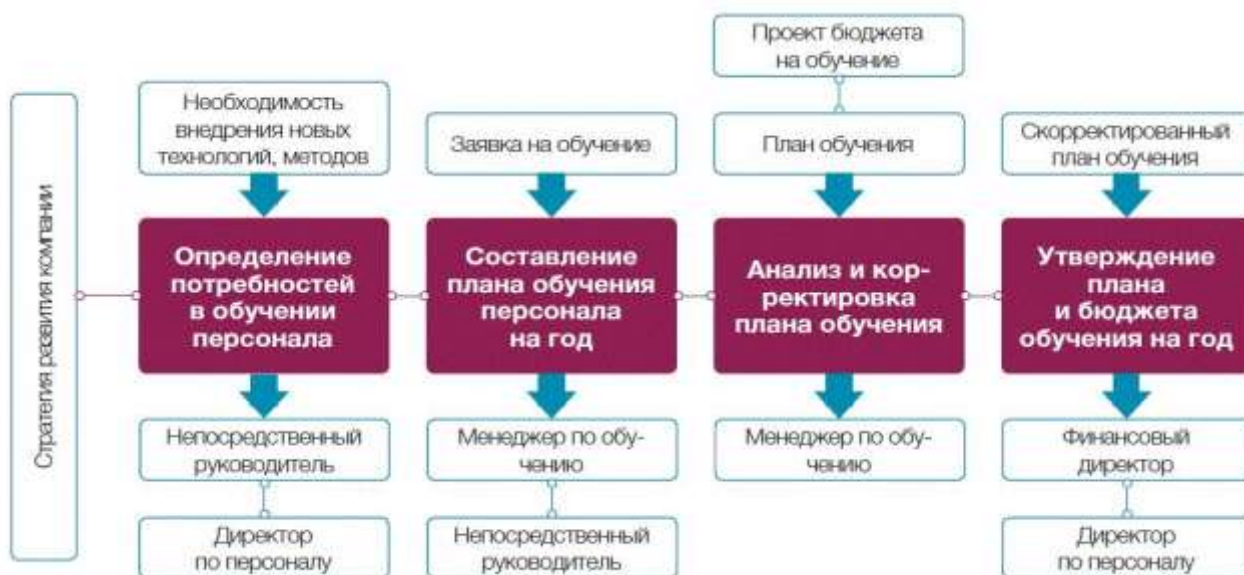 Стратегия развития компании
Необходимость
внедрения новых
технологий, методов
Определение
потребностей
в обучении
персонала
Непосредственный
руководитель
Директор
по персоналу
Заявка на обучение
Составление
плана обучения
персонала
на год
Менеджер по обу-
чению
Непосредственный
руководитель
Проект бюджета
на обучение
План обучения
Анализ и кор-
ректировка
плана обучения
Менеджер по обу-
чению
Скорректированный
план обучения
Утверждение
плана
и бюджета
обучения на год
Финансовый
директор
Директор
по персоналу